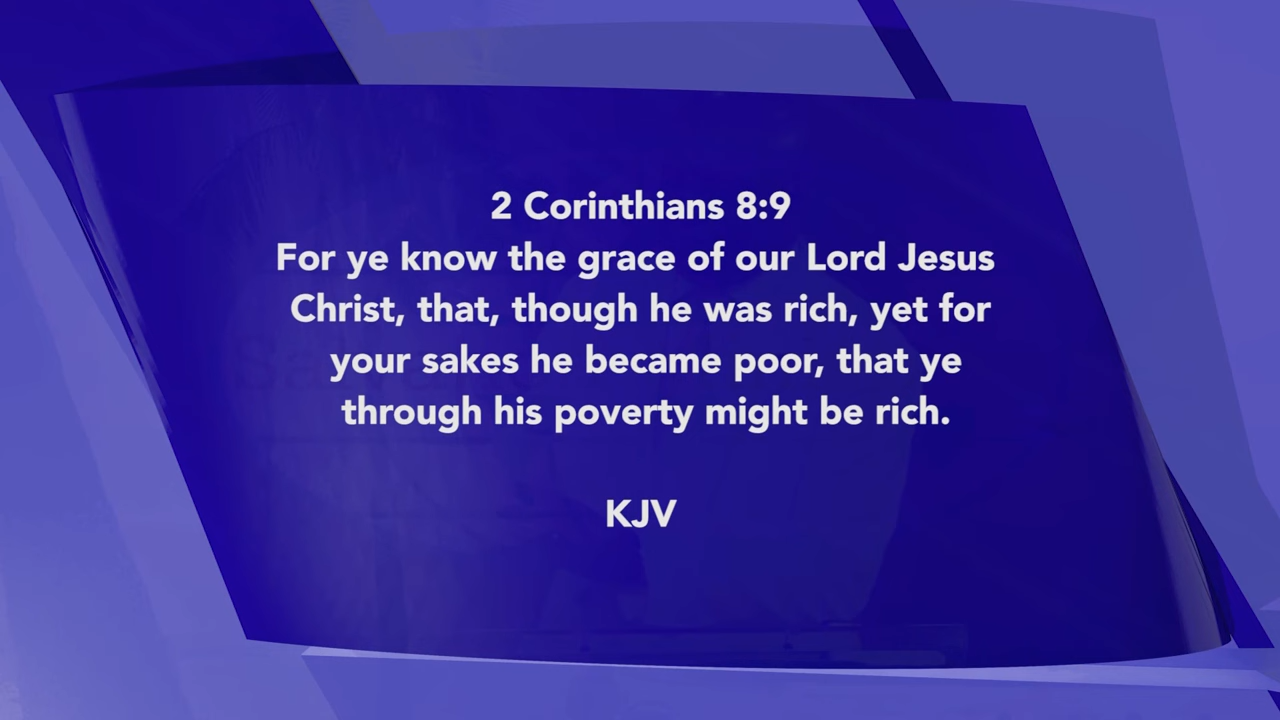 2 Corinthians 8:9
For ye know the grace of our Lord Jesus
Christ, that, though he was rich, yet for
your sakes he became poor, that ye
through his poverty might be rich.
KJV